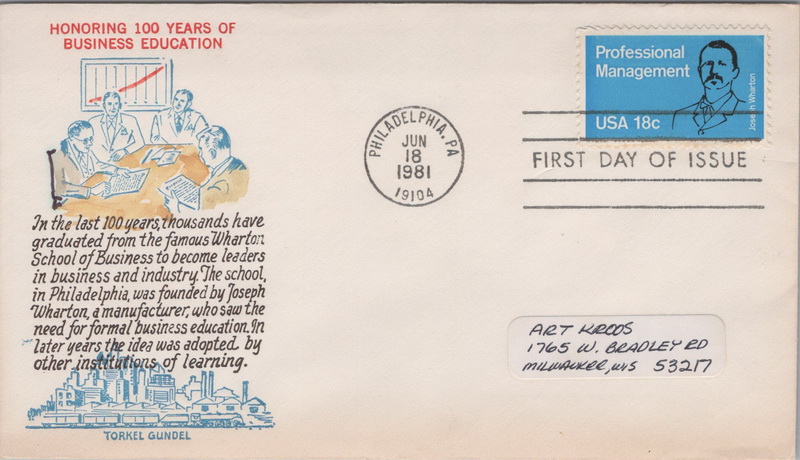 HONORING 100 YEARS OF
BUSINESS EDUCATION
In the last 100 years, thousands have
graduated from the famous Wharton
School of Business to become leaders
in business and industry. The school,
in Philadelphia, was founded by Joseph
Wharton, a manufacturer, who saw the
need for formal business education. In
later years the idea was adopted by
other institutions of learning.
TORKEL GUNDEL
PHILADELPHIA, PA
JUN
18
1981
19104
Professional
Management
USA 18c
Joseph Wharton
FIRST DAY OF ISSUE
ART KROOS
1765 W. BRADLEY RD
MILWAUKEE, WIS 53217